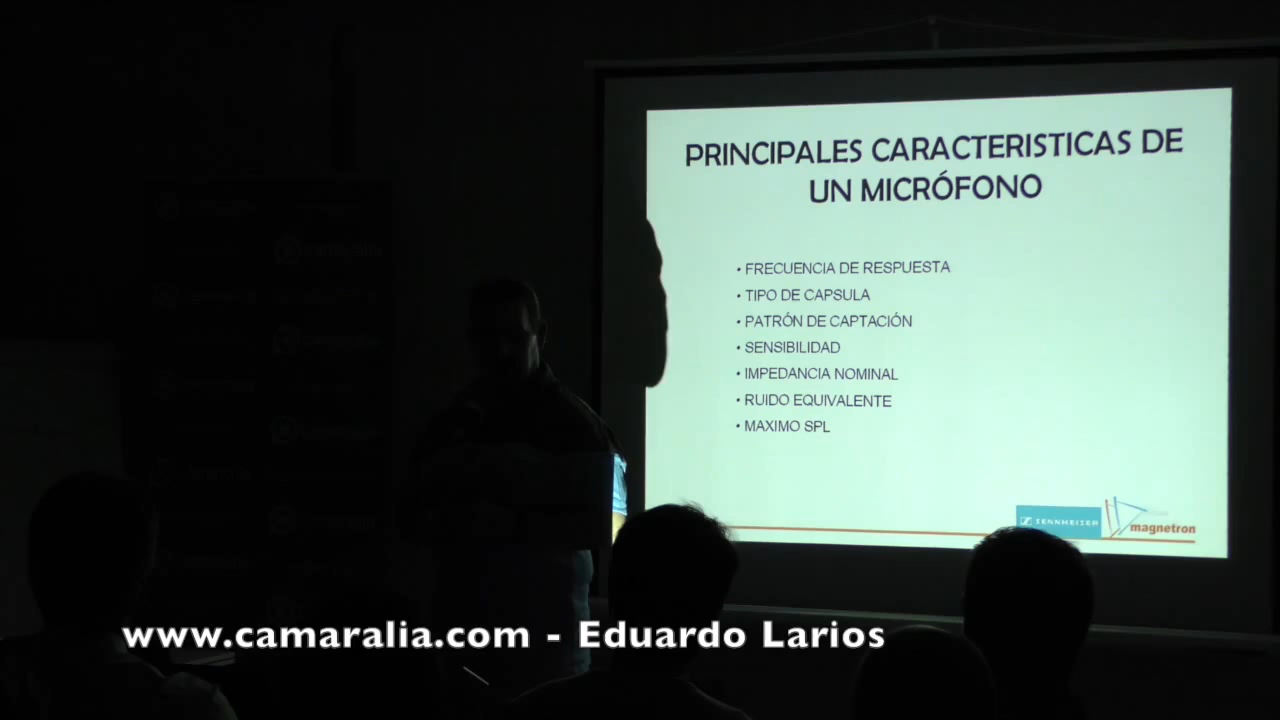 PRINCIPALES CARACTERISTICAS DE
UN MICRÓFONO
• FRECUENCIA DE RESPUESTA
• TIPO DE CAPSULA
• PATRÓN DE CAPTACIÓN
• SENSIBILIDAD
• IMPEDANCIA NOMINAL
• RUIDO EQUIVALENTE
• MAXIMO SPL
SENNHEISER
magnetron
www.camaralia.com - Eduardo Larios